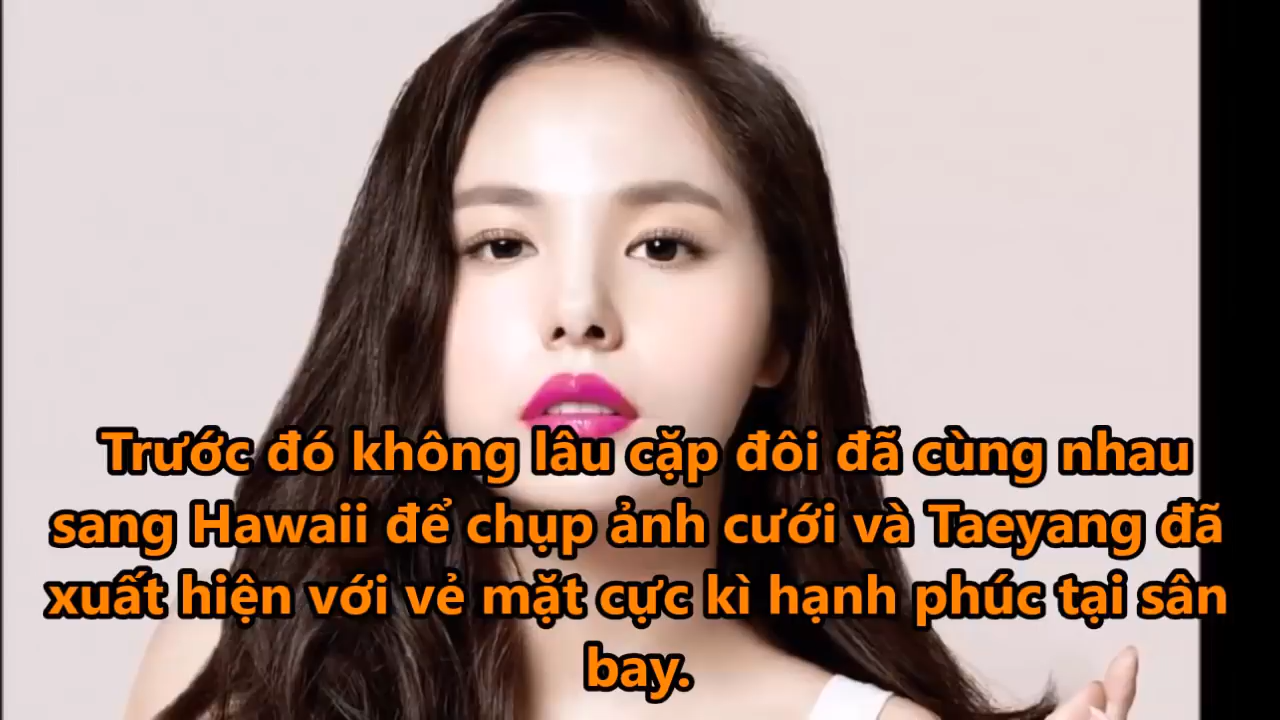 Trước đó không lâu cặp đôi đã cùng nhau
sang Hawaii để chụp ảnh cưới và Taeyang đã
xuất hiện với vẻ mặt cực kì hạnh phúc tại sân
bay.